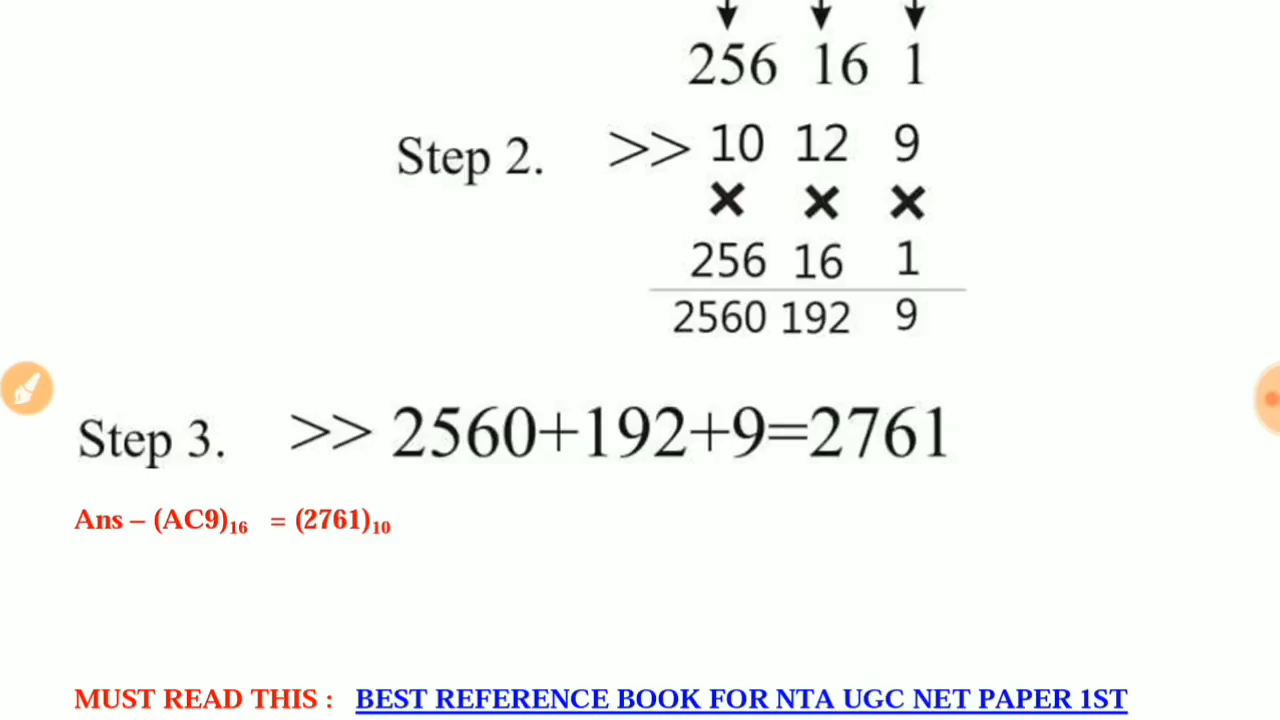 256 16 1
Step 2. >> 10 12 9
× × ×
256 16 1
2560 192 9
Step 3. >> 2560+192+9=2761
Ans – (AC9)₁₆ = (2761)₁₀
MUST READ THIS : BEST REFERENCE BOOK FOR NTA UGC NET PAPER 1ST